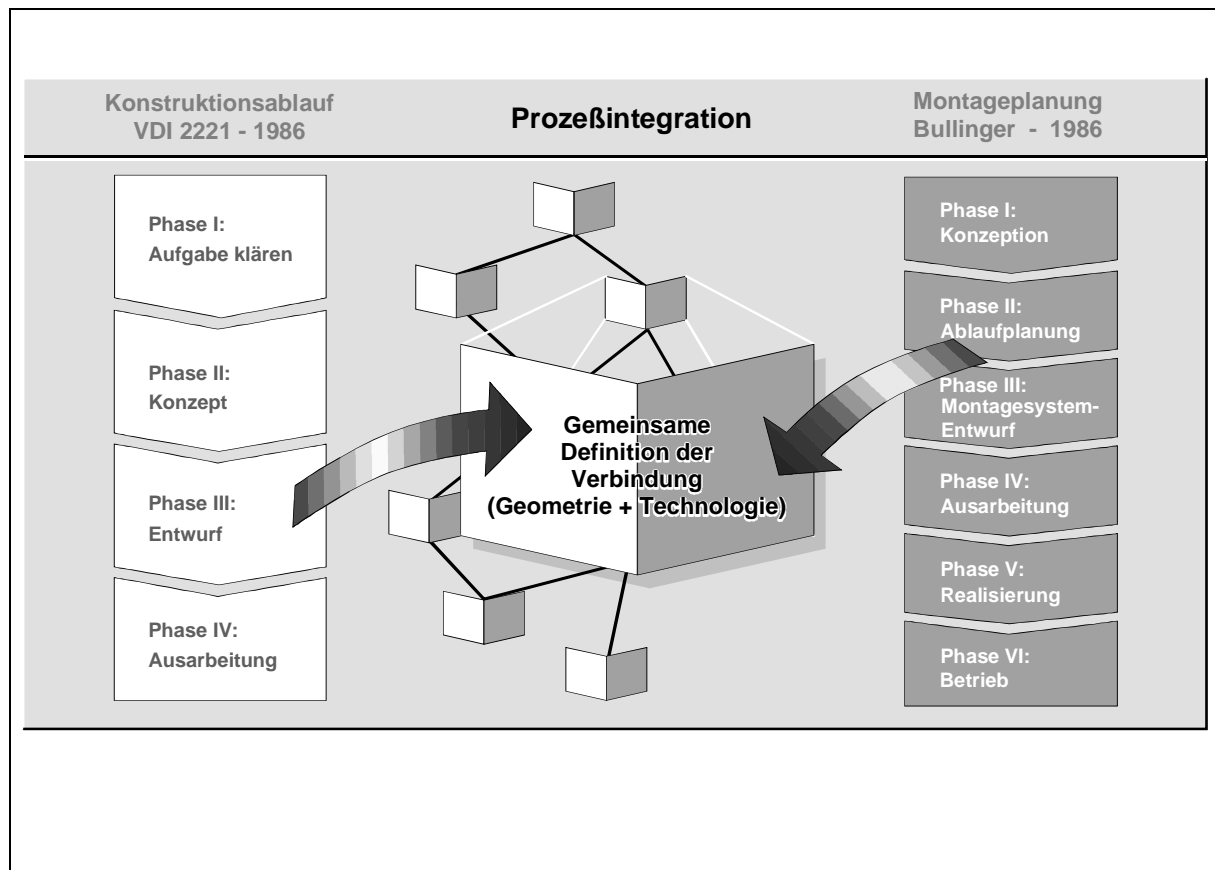 Konstruktionsablauf
VDI 2221 - 1986
Prozeßintegration
Montageplanung
Bullinger - 1986
Phase I:
Aufgabe klären
Phase II:
Konzept
Phase III:
Entwurf
Phase IV:
Ausarbeitung
Gemeinsame
Definition der
Verbindung
(Geometrie + Technologie)
Phase I:
Konzeption
Phase II:
Ablaufplanung
Phase III:
Montagesystem-
Entwurf
Phase IV:
Ausarbeitung
Phase V:
Realisierung
Phase VI:
Betrieb